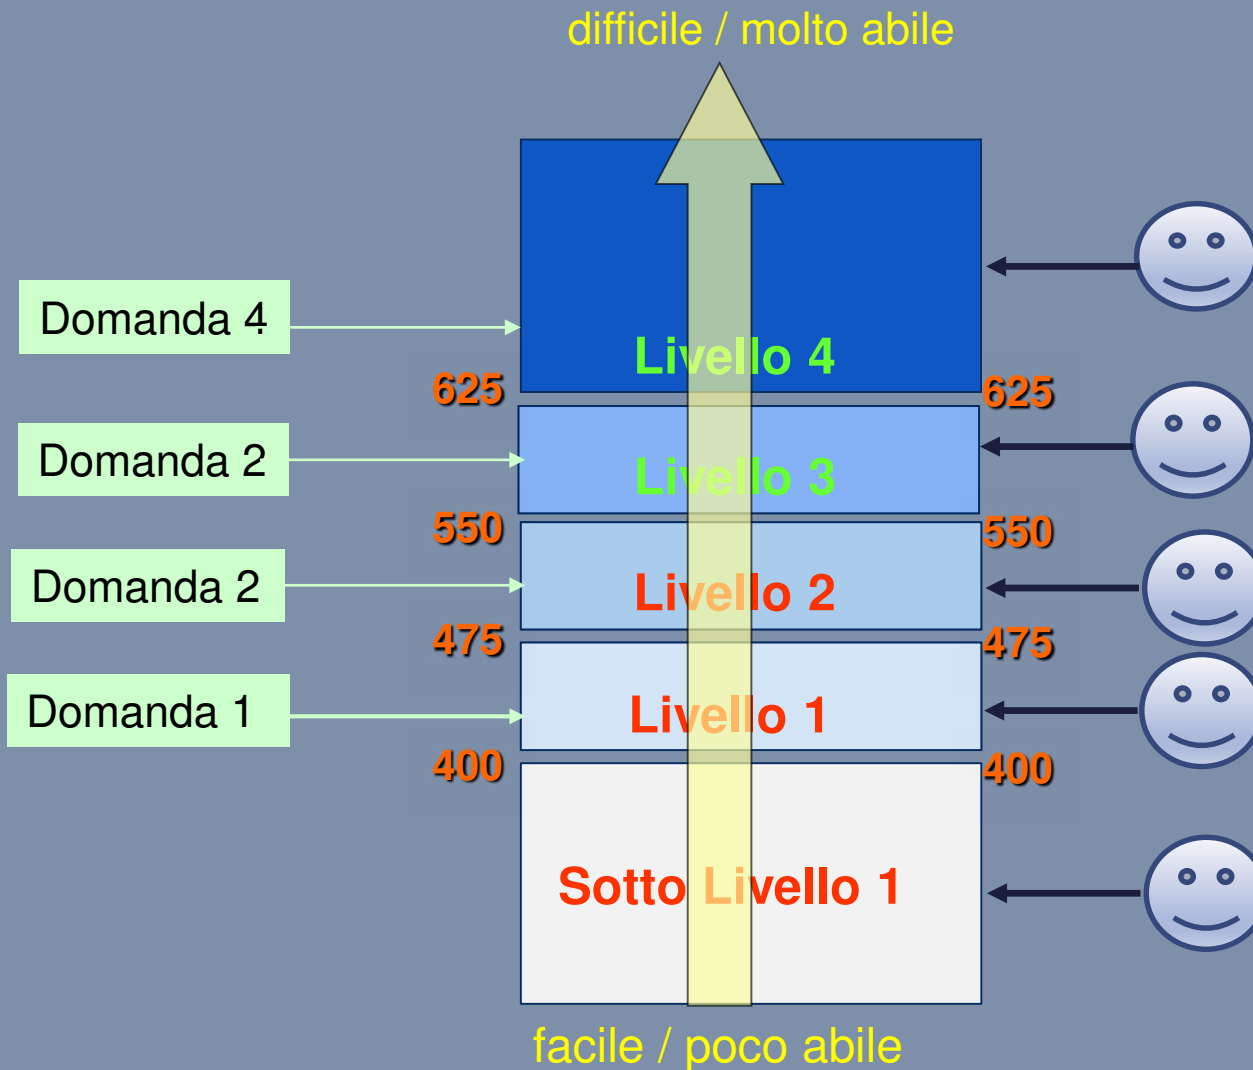 difficile / molto abile
Domanda 4
Livello 4
625
625
Domanda 2
Livello 3
550
550
Domanda 2
Livello 2
475
475
Domanda 1
Livello 1
400
400
Sotto Livello 1
facile / poco abile